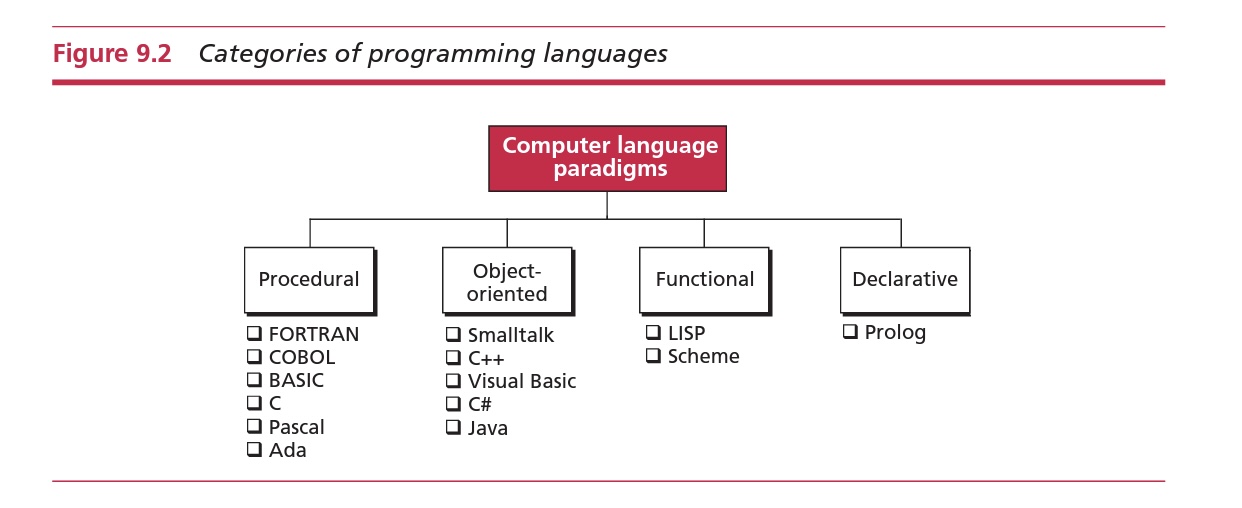 Figure 9.2 Categories of programming languages
Computer language
paradigms
Procedural
FORTRAN
COBOL
BASIC
C
Pascal
Ada
Object-
oriented
Smalltalk
C++
Visual Basic
C#
Java
Functional
LISP
Scheme
Declarative
Prolog